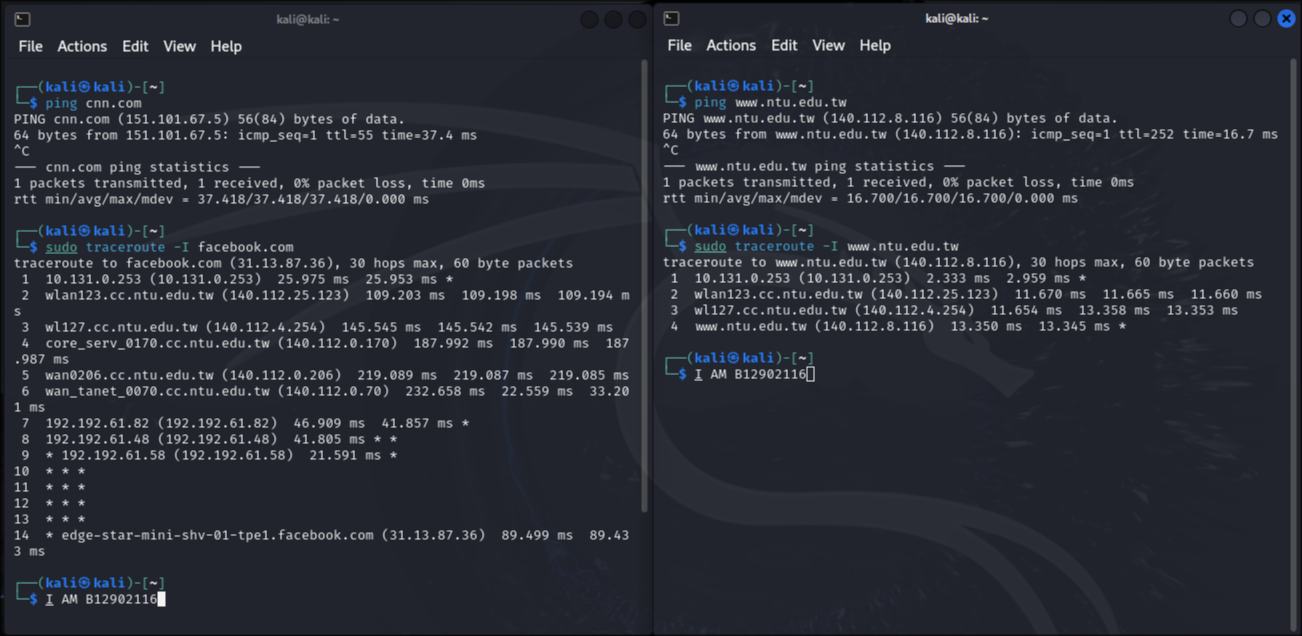 kali@kali: ~
File Actions Edit View Help
┌──(kali㉿kali)-[~]
└─$ ping cnn.com
PING cnn.com (151.101.67.5) 56(84) bytes of data.
64 bytes from 151.101.67.5: icmp_seq=1 ttl=55 time=37.4 ms
^C
--- cnn.com ping statistics ---
1 packets transmitted, 1 received, 0% packet loss, time 0ms
rtt min/avg/max/mdev = 37.418/37.418/37.418/0.000 ms
┌──(kali㉿kali)-[~]
└─$ sudo traceroute -I facebook.com
traceroute to facebook.com (31.13.87.36), 30 hops max, 60 byte packets
1 10.131.0.253 (10.131.0.253) 25.975 ms 25.953 ms *
2 wlan123.cc.ntu.edu.tw (140.112.25.123) 109.203 ms 109.198 ms 109.194 m
s
3 wl127.cc.ntu.edu.tw (140.112.4.254) 145.545 ms 145.542 ms 145.539 ms
4 core_serv_0170.cc.ntu.edu.tw (140.112.0.170) 187.992 ms 187.990 ms 187
.987 ms
5 wan0206.cc.ntu.edu.tw (140.112.0.206) 219.089 ms 219.087 ms 219.085 ms
6 wan_tanet_0070.cc.ntu.edu.tw (140.112.0.70) 232.658 ms 22.559 ms 33.20
1 ms
7 192.192.61.82 (192.192.61.82) 46.909 ms 41.857 ms *
8 192.192.61.48 (192.192.61.48) 41.805 ms * *
9 * 192.192.61.58 (192.192.61.58) 21.591 ms *
10 * * *
11 * * *
12 * * *
13 * * *
14 * edge-star-mini-shv-01-tpe1.facebook.com (31.13.87.36) 89.499 ms 89.43
3 ms
┌──(kali㉿kali)-[~]
└─$ I AM B12902116
kali@kali: ~
File Actions Edit View Help
┌──(kali㉿kali)-[~]
└─$ ping www.ntu.edu.tw
PING www.ntu.edu.tw (140.112.8.116) 56(84) bytes of data.
64 bytes from www.ntu.edu.tw (140.112.8.116): icmp_seq=1 ttl=252 time=16.7 ms
^C
--- www.ntu.edu.tw ping statistics ---
1 packets transmitted, 1 received, 0% packet loss, time 0ms
rtt min/avg/max/mdev = 16.700/16.700/16.700/0.000 ms
┌──(kali㉿kali)-[~]
└─$ sudo traceroute -I www.ntu.edu.tw
traceroute to www.ntu.edu.tw (140.112.8.116), 30 hops max, 60 byte packets
1 10.131.0.253 (10.131.0.253) 2.333 ms 2.959 ms *
2 wlan123.cc.ntu.edu.tw (140.112.25.123) 11.670 ms 11.665 ms 11.660 ms
3 wl127.cc.ntu.edu.tw (140.112.4.254) 11.654 ms 13.358 ms 13.353 ms
4 www.ntu.edu.tw (140.112.8.116) 13.350 ms 13.345 ms *
┌──(kali㉿kali)-[~]
└─$ I AM B12902116